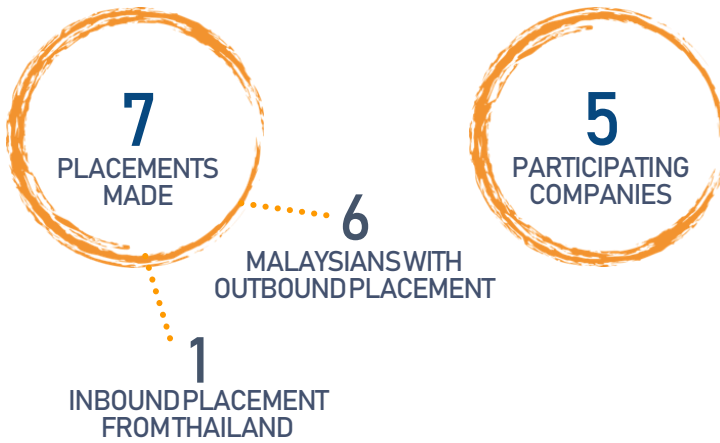 7
PLACEMENTS
MADE
5
PARTICIPATING
COMPANIES
6
MALAYSIANS WITH
OUTBOUND PLACEMENT
1
INBOUND PLACEMENT
FROM THAILAND